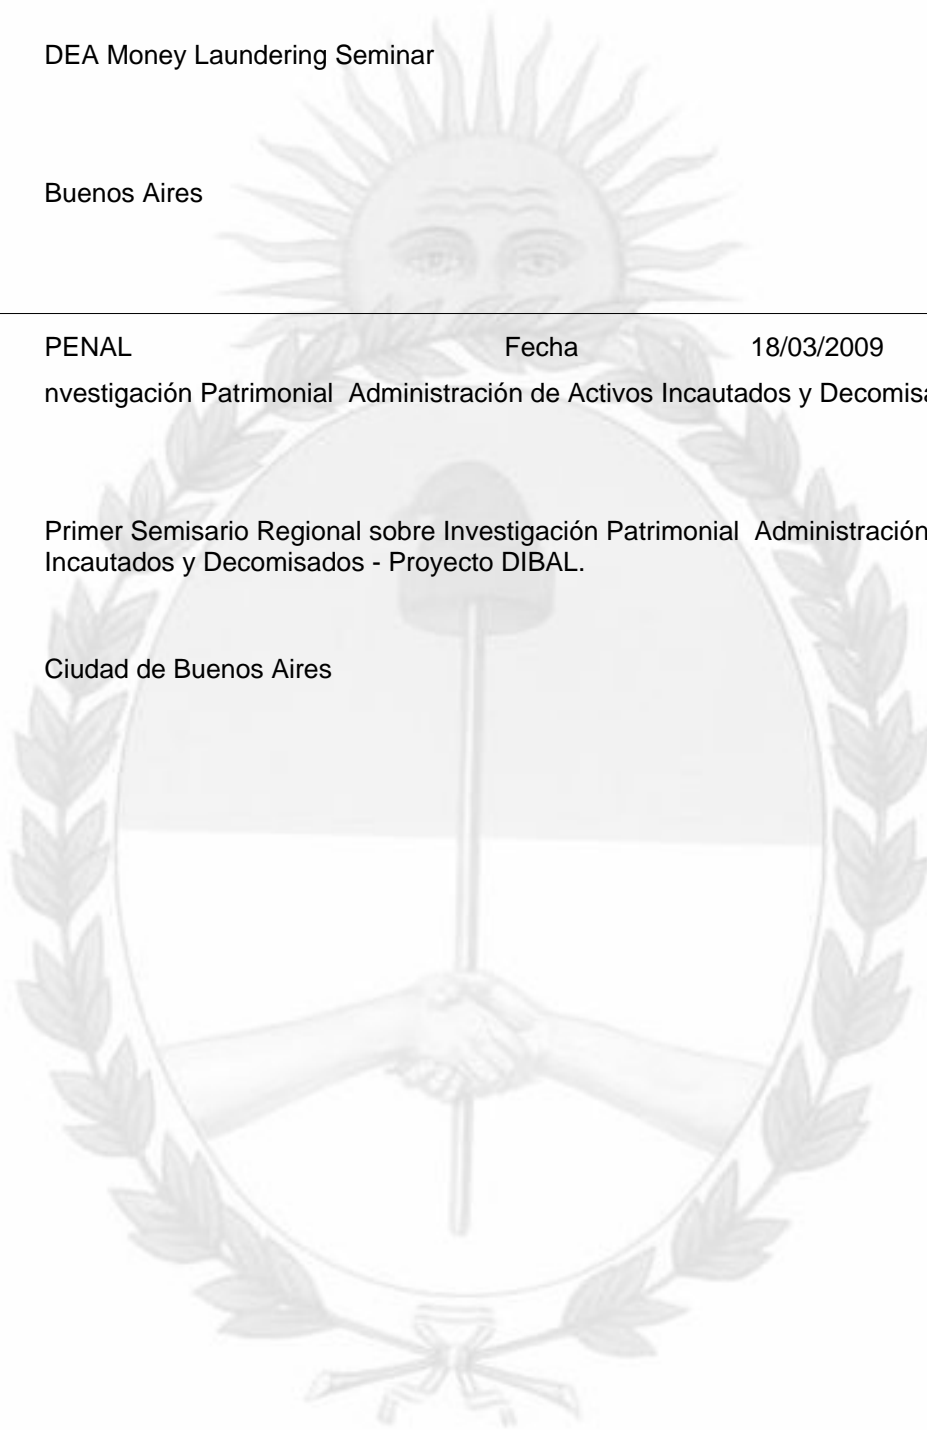 DEA Money Laundering Seminar
Buenos Aires
PENAL Fecha 18/03/2009
nvestigación Patrimonial Administración de Activos Incautados y Decomisa
Primer Semisario Regional sobre Investigación Patrimonial Administración
Incautados y Decomisados - Proyecto DIBAL.
Ciudad de Buenos Aires